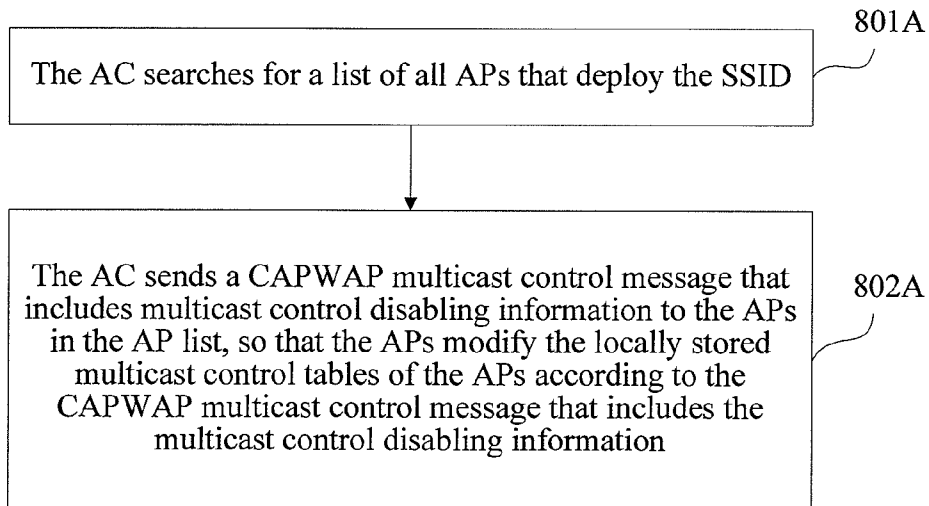 801A
The AC searches for a list of all APs that deploy the SSID
The AC sends a CAPWAP multicast control message that
includes multicast control disabling information to the APs
in the AP list, so that the APs modify the locally stored
multicast control tables of the APs according to the
CAPWAP multicast control message that includes the
multicast control disabling information
802A